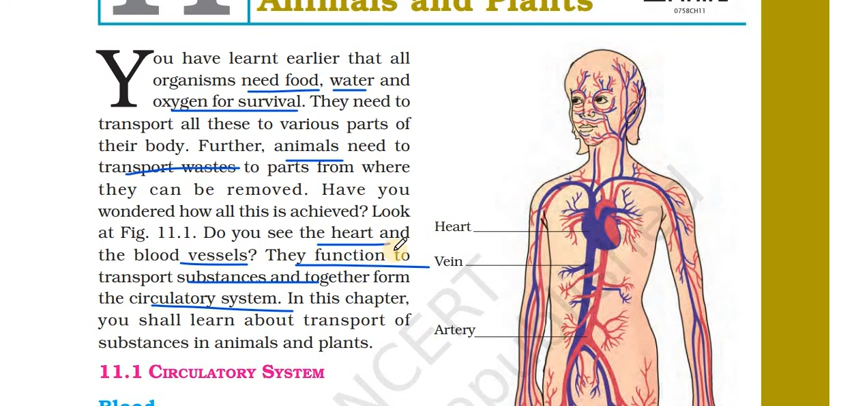 Animals and Plants
0758CH11
You have learnt earlier that all
organisms need food, water and
oxygen for survival. They need to
transport all these to various parts of
their body. Further, animals need to
transport wastes to parts from where
they can be removed. Have you
wondered how all this is achieved? Look
at Fig. 11.1. Do you see the heart and
the blood vessels? They function to
transport substances and together form
the circulatory system. In this chapter,
you shall learn about transport of
substances in animals and plants.
Heart
Vein
Artery
11.1 CIRCULATORY SYSTEM
Blood